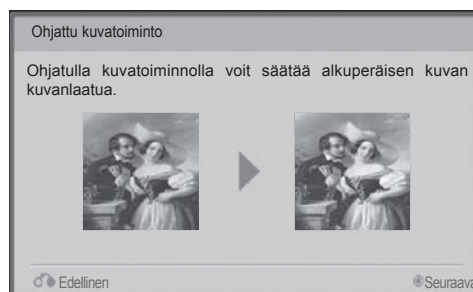 Ohjattu kuvatoiminto
Ohjatulla kuvatoiminnolla voit säätää alkuperäisen kuvan
kuvanlaatua.
Edellinen
Seuraava